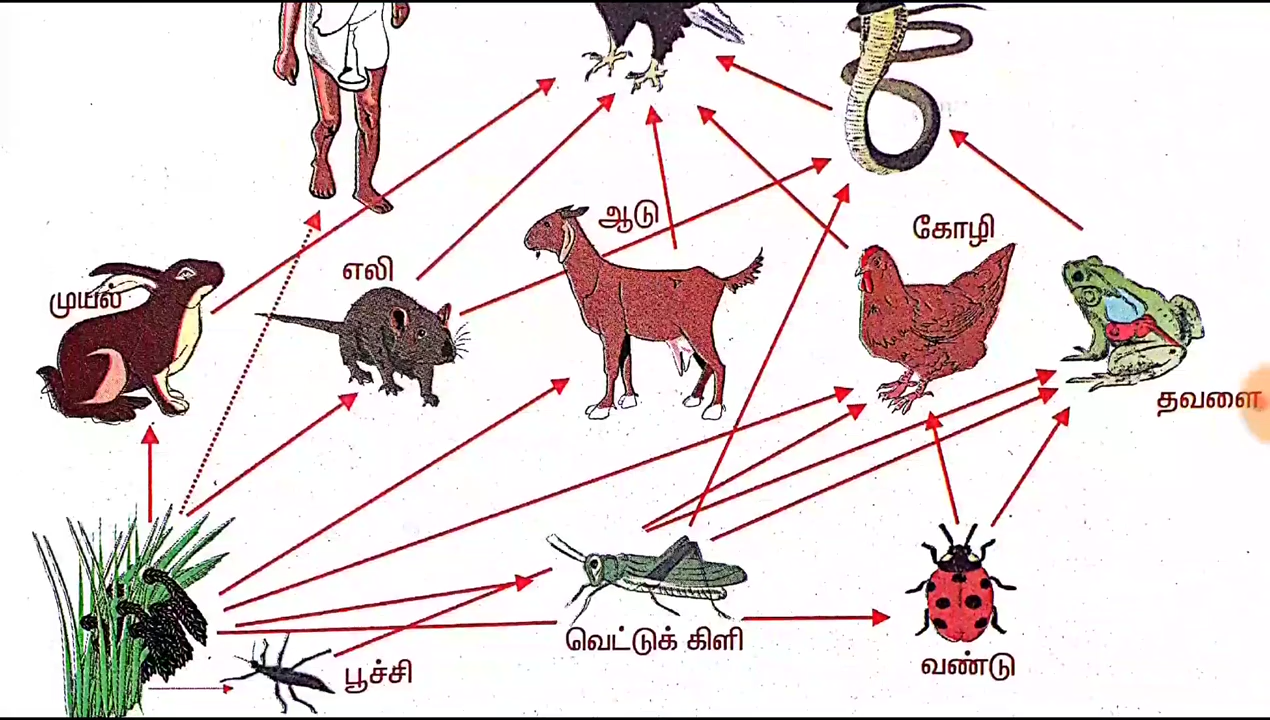 ஆடு
கோழி
எலி
முயல்
தவளை
வெட்டுக் கிளி
வண்டு
பூச்சி